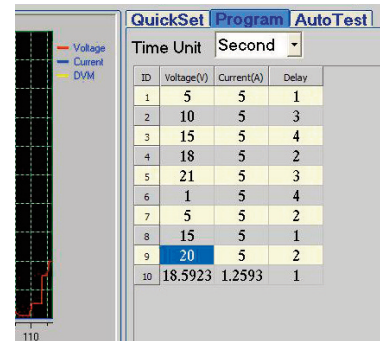 QuickSet Program AutoTest
Voltage
Current
DVM
Time Unit Second
ID Voltage(V) Current(A) Delay
1 5 5 1
2 10 5 3
3 15 5 4
4 18 5 2
5 21 5 3
6 1 5 4
7 5 5 2
8 15 5 1
9 20 5 2
10 18.5923 1.2593 1
110